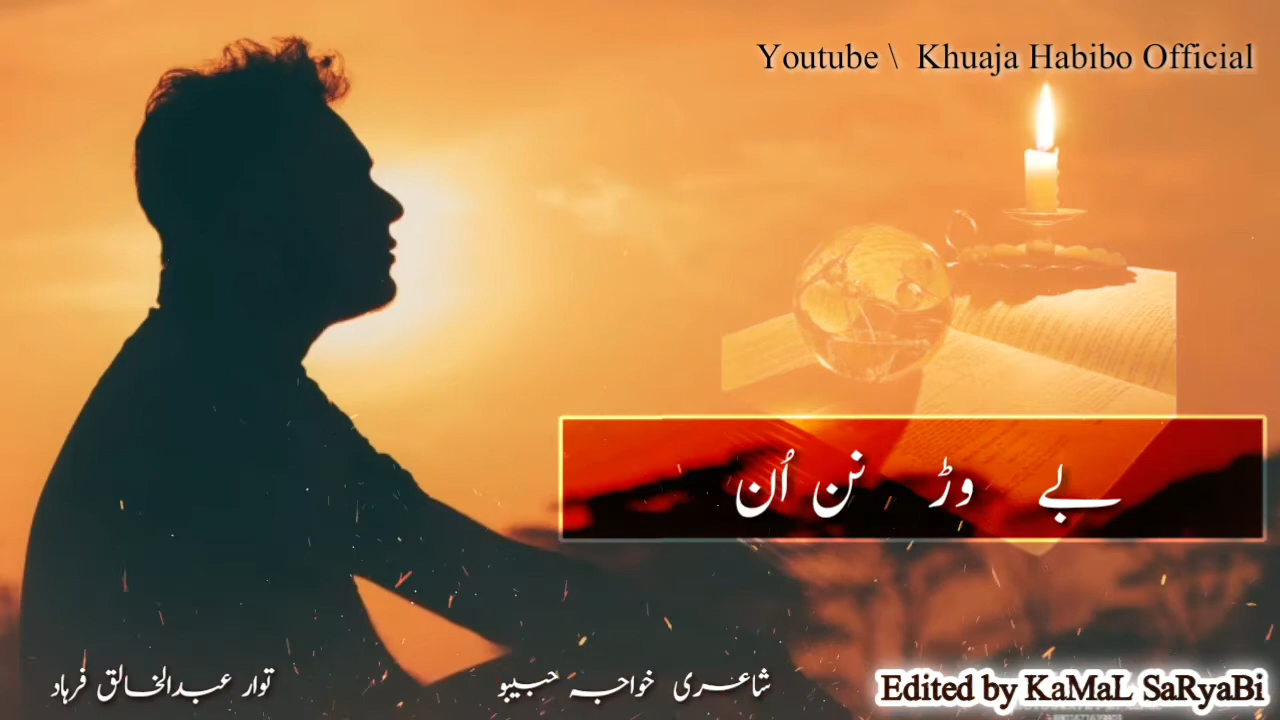 Youtube \ Khuaja Habibo Official
بے وڑ نن اُن
توار عبدالخالق فرہاد
شاعری خواجہ حبیبو
Edited by KaMaL SaRyaBi